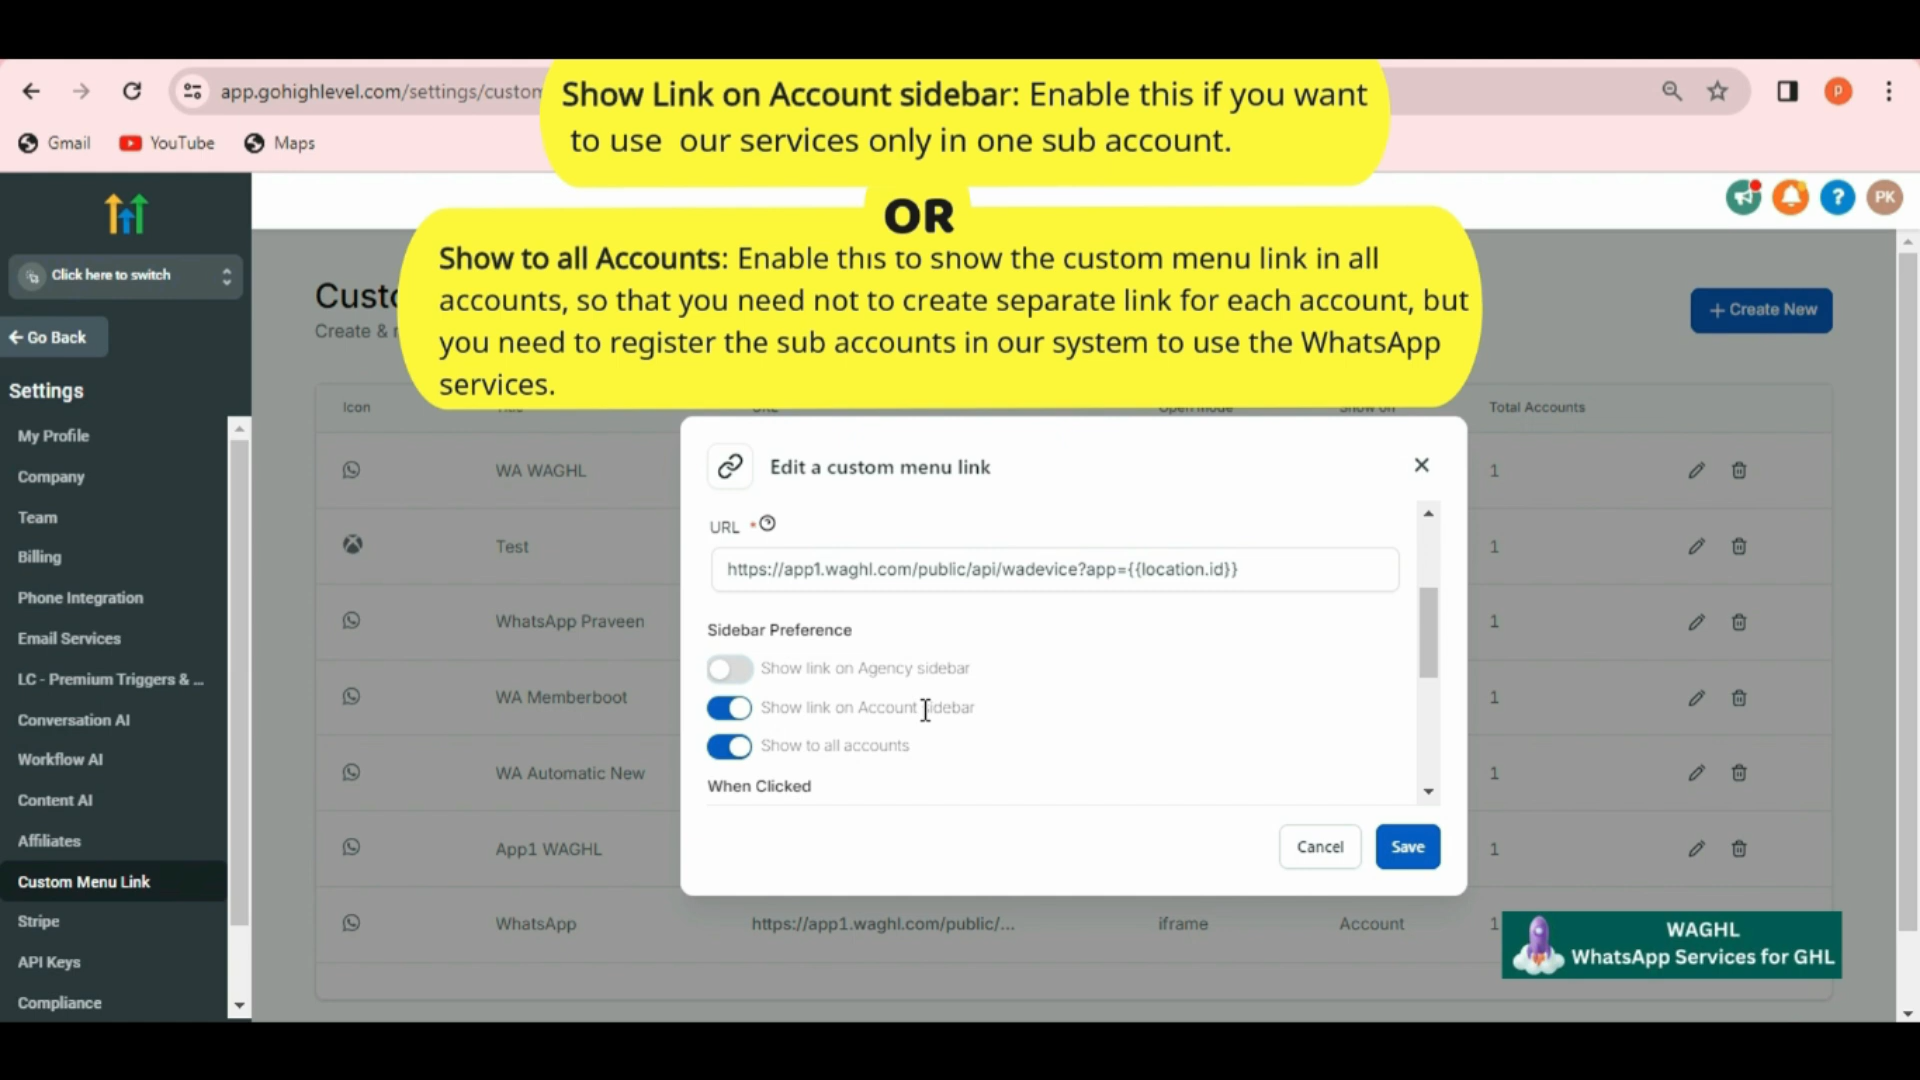 Show Link on Account sidebar: Enable this if you want
to use our services only in one sub account.
app.gohighlevel.com/settings/custom
Gmail
YouTube
Maps
P
OR
PK
Show to all Accounts: Enable this to show the custom menu link in all
accounts, so that you need not to create separate link for each account, but
you need to register the sub accounts in our system to use the WhatsApp
services.
Click here to switch
Go Back
Settings
My Profile
Company
Team
Billing
Phone Integration
Email Services
LC - Premium Triggers & ...
Conversation AI
Workflow AI
Content AI
Affiliates
Custom Menu Link
Stripe
API Keys
Compliance
+ Create New
Icon
Total Accounts
WA WAGHL
1
Test
1
WhatsApp Praveen
1
WA Memberboot
1
WA Automatic New
1
App1 WAGHL
1
WhatsApp
https://app1.waghl.com/public/...
iframe
Account
1
Edit a custom menu link
URL *
https://app1.waghl.com/public/api/wadevice?app={{location.id}}
Sidebar Preference
Show link on Agency sidebar
Show link on Account sidebar
Show to all accounts
When Clicked
Cancel
Save
WAGHL
WhatsApp Services for GHL